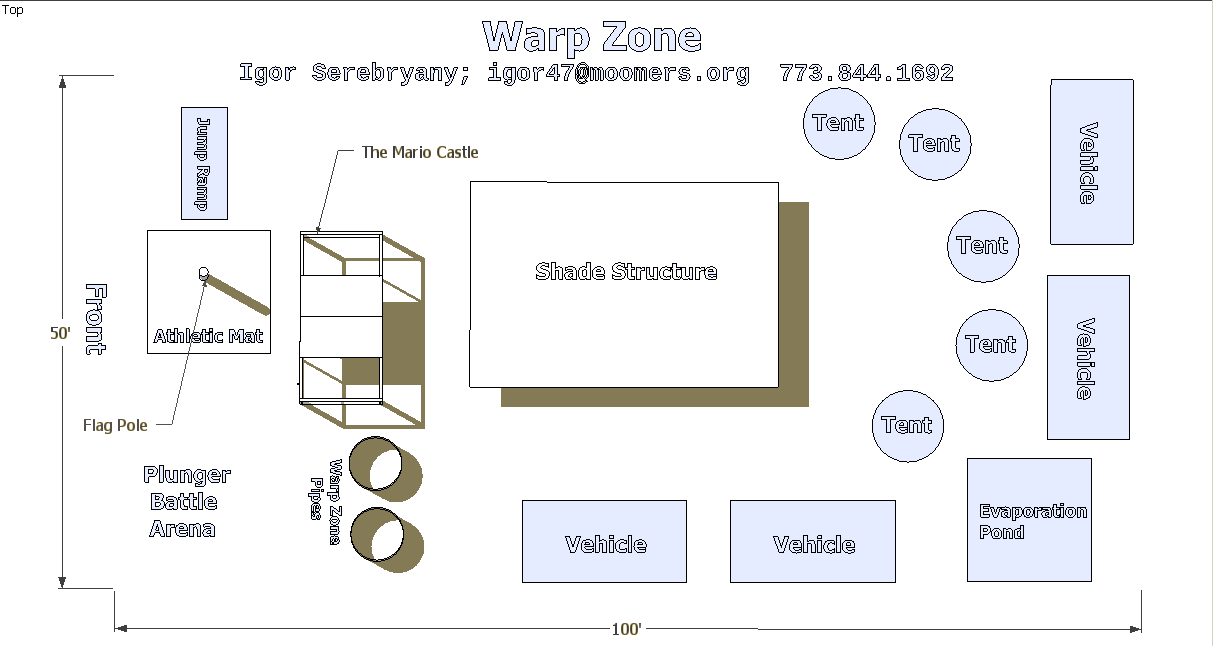 Top
Warp Zone
Igor Serebryany; igor47@moomers.org 773.844.1692
Tent
Tent
Vehicle
Jump Ramp
The Mario Castle
Tent
Shade Structure
Front
50'
Athletic Mat
Tent
Vehicle
Flag Pole
Tent
Plunger
Battle
Arena
Warp Zone
Pipes
Vehicle
Vehicle
Evaporation
Pond
100'